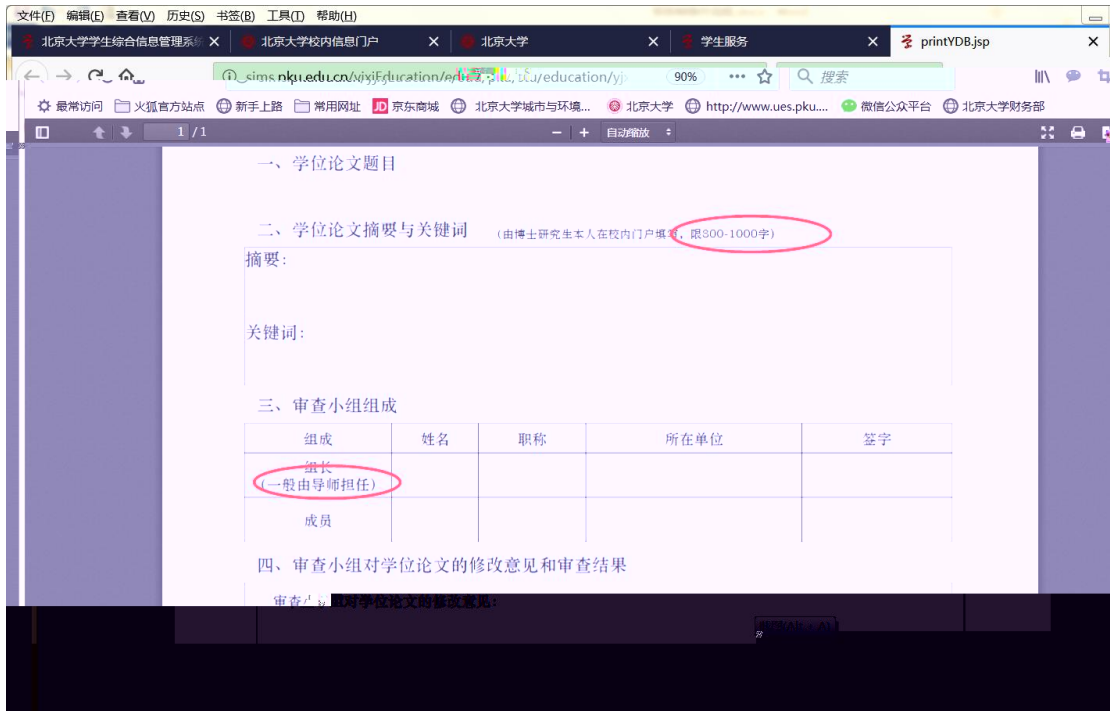 文件(F) 编辑(E) 查看(V) 历史(S) 书签(B) 工具(T) 帮助(H)
北京大学学生综合信息管理系统 北京大学校内信息门户 北京大学 学生服务 printYDB.jsp
sims.pku.edu.cn 90% 搜索
最常访问 火狐官方站点 新手上路 常用网址 JD 京东商城 北京大学城市与环境... 北京大学 http://www.ues.pku.... 微信公众平台 北京大学财务部
1 / 1 — + 自动缩放
一、学位论文题目
二、学位论文摘要与关键词 (由博士研究生本人在校内门户填写，限800-1000字)
摘要:
关键词:
三、审查小组组成
组成 姓名 职称 所在单位 签字
组长
(一般由导师担任)
成员
四、审查小组对学位论文的修改意见和审查结果
审查小组对学位论文的修改意见: